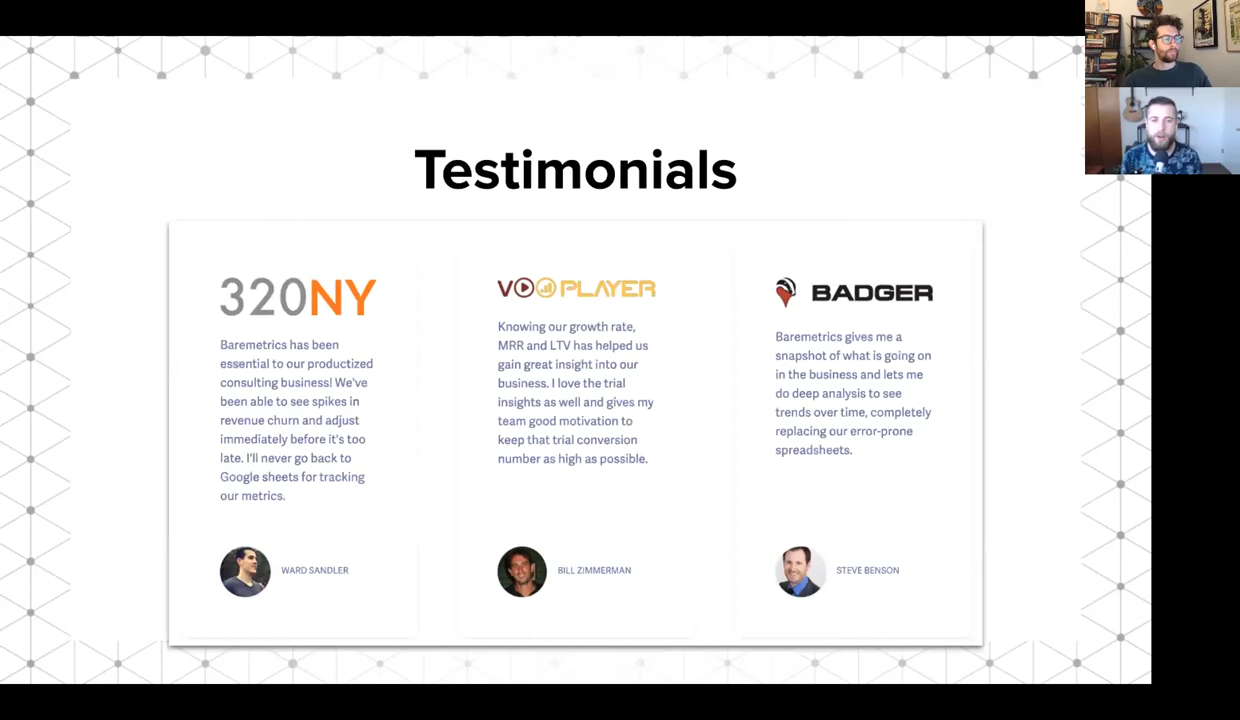 Testimonials
320NY
Baremetrics has been
essential to our productized
consulting business! We've
been able to see spikes in
revenue churn and adjust
immediately before it's too
late. I'll never go back to
Google sheets for tracking
our metrics.
WARD SANDLER
VOO PLAYER
Knowing our growth rate,
MRR and LTV has helped us
gain great insight into our
business. I love the trial
insights as well and gives my
team good motivation to
keep that trial conversion
number as high as possible.
BILL ZIMMERMAN
BADGER
Baremetrics gives me a
snapshot of what is going on
in the business and lets me
do deep analysis to see
trends over time, completely
replacing our error-prone
spreadsheets.
STEVE BENSON